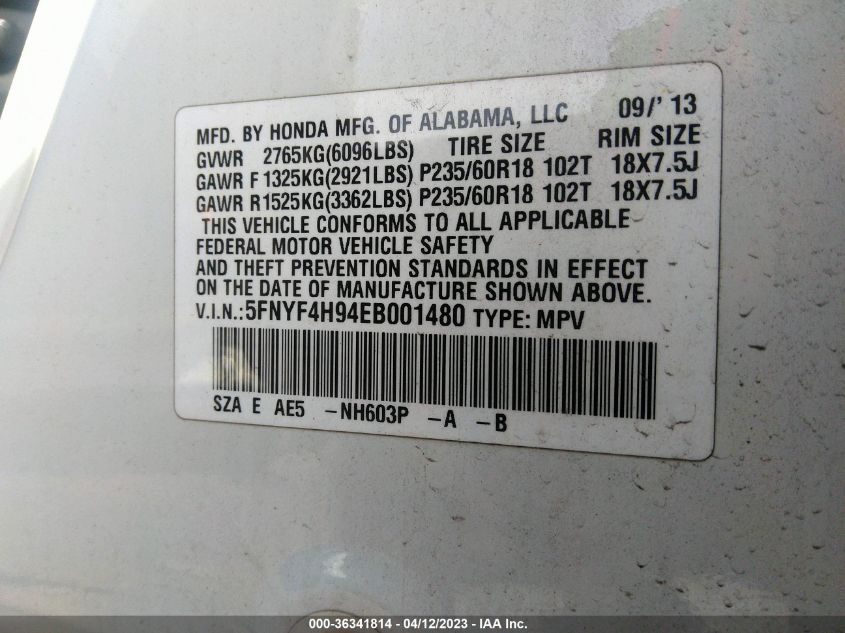 MFD. BY HONDA MFG. OF ALABAMA, LLC 09/' 13
GVWR 2765KG(6096LBS) TIRE SIZE RIM SIZE
GAWR F 1325KG(2921LBS) P235/60R18 102T 18X7.5J
GAWR R1525KG(3362LBS) P235/60R18 102T 18X7.5J
THIS VEHICLE CONFORMS TO ALL APPLICABLE
FEDERAL MOTOR VEHICLE SAFETY
AND THEFT PREVENTION STANDARDS IN EFFECT
ON THE DATE OF MANUFACTURE SHOWN ABOVE.
V.I.N.:5FNYF4H94EB001480 TYPE: MPV
SZA E AE5 -NH603P -A -B
000-36341814 - 04/12/2023 - IAA Inc.